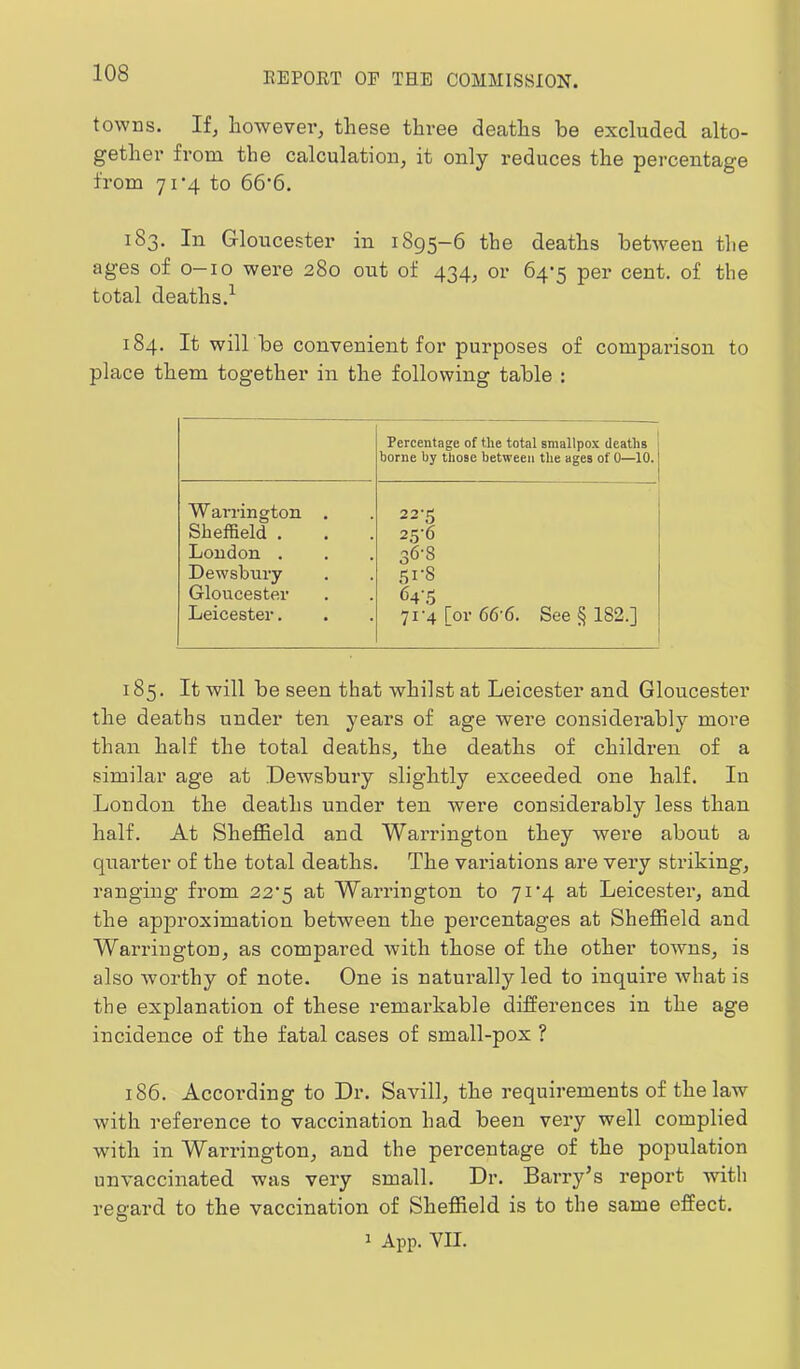 108
REPORT OF THE COMMISSION.
towns. If, however, these three deaths be excluded alto-
gether from the calculation, it only reduces the percentage
from 71·4 to 66·6.
183. In Gloucester in 1895–6 the deaths between the
ages of 0–10 were 280 out of 434, or 64·5 per cent. of the
total deaths.¹
184. It will be convenient for purposes of comparison to
place them together in the following table :
Percentage of the total smallpox deaths
borne by those between the ages of 0—10.
Warrington . . 22·5
Sheffield . . . 25·6
London . . . 36·8
Dewsbury . . 51·8
Gloucester . . 64·5
Leicester. . . 71·4 [or 66·6. See § 182.]
185. It will be seen that whilst at Leicester and Gloucester
the deaths under ten years of age were considerably more
than half the total deaths, the deaths of children of a
similar age at Dewsbury slightly exceeded one half. In
London the deaths under ten were considerably less than
half. At Sheffield and Warrington they were about a
quarter of the total deaths. The variations are very striking,
ranging from 22·5 at Warrington to 71·4 at Leicester, and
the approximation between the percentages at Sheffield and
Warrington, as compared with those of the other towns, is
also worthy of note. One is naturally led to inquire what is
the explanation of these remarkable differences in the age
incidence of the fatal cases of small-pox ?
186. According to Dr. Savill, the requirements of the law
with reference to vaccination had been very well complied
with in Warrington, and the percentage of the population
unvaccinated was very small. Dr. Barry's report with
regard to the vaccination of Sheffield is to the same effect.
¹ App. VII.